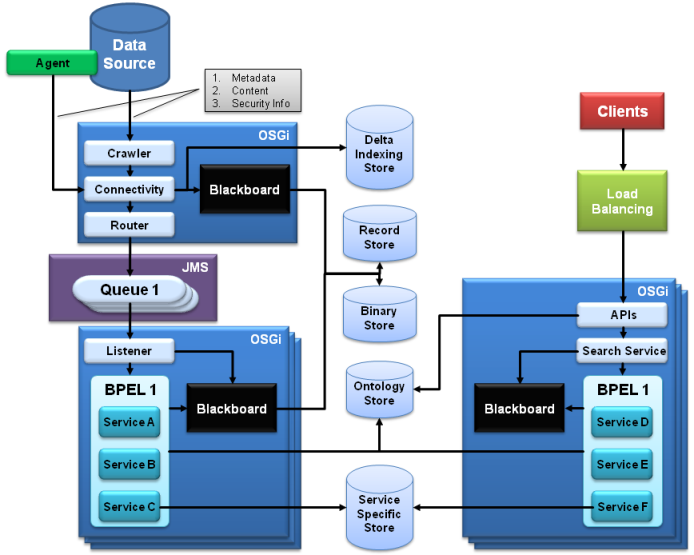 Data
Source
Agent
1. Metadata
2. Content
3. Security Info
OSGi
Crawler
Connectivity
Blackboard
Router
Delta
Indexing
Store
Clients
Load
Balancing
Record
Store
JMS
Queue 1
Binary
Store
OSGi
APIs
Search Service
BPEL 1
Blackboard
Service D
Service E
Service F
OSGi
Listener
BPEL 1
Blackboard
Service A
Service B
Service C
Ontology
Store
Service
Specific
Store